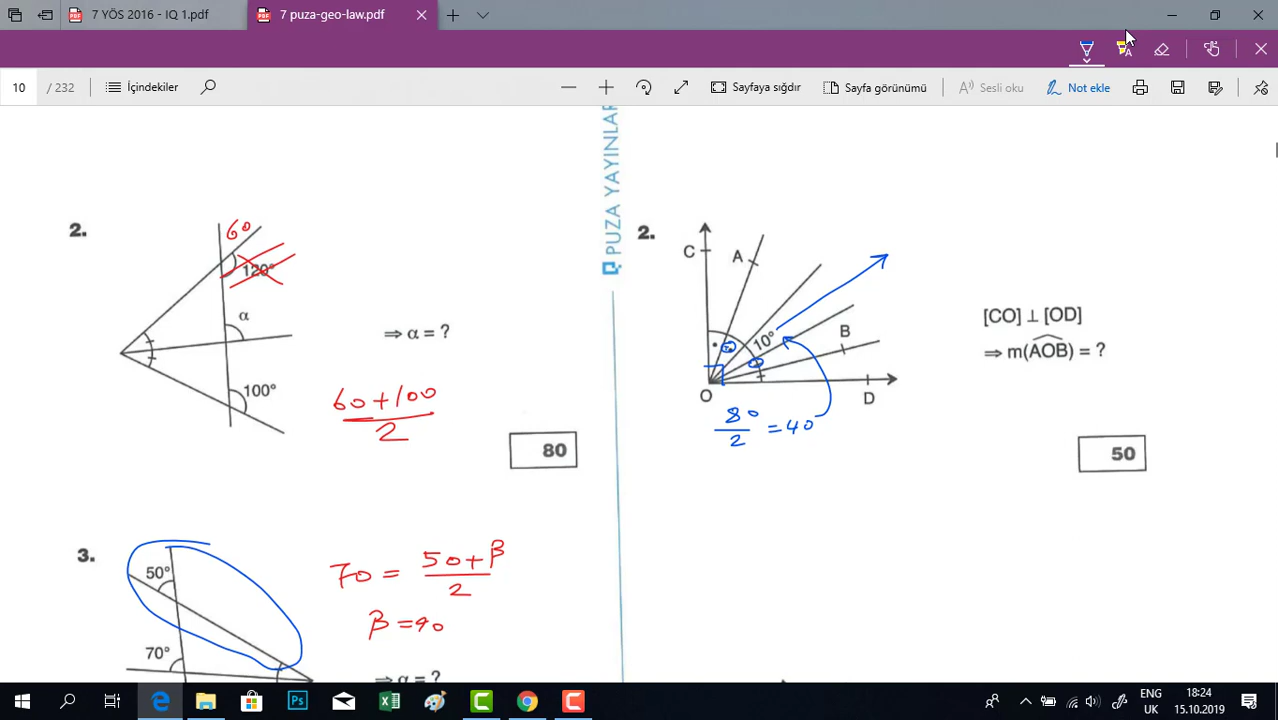 7 YÖS 2016 - IQ 1.pdf
7 puza-geo-law.pdf
10 / 232
İçindekiler
Sayfaya sığdır
Sayfa görünümü
Sesli oku
Not ekle
PUZA YAYINLAR
2.
60
120°
α
⇒ α = ?
100°
60+100
2
80
3.
50°
70°
70 = 50+β
2
β = 90
⇒ α = ?
2.
C
A
10°
B
O
D
80
2
= 40
[CO] ⊥ [OD]
⇒ m(AOB) = ?
50
ENG
UK
18:24
15.10.2019